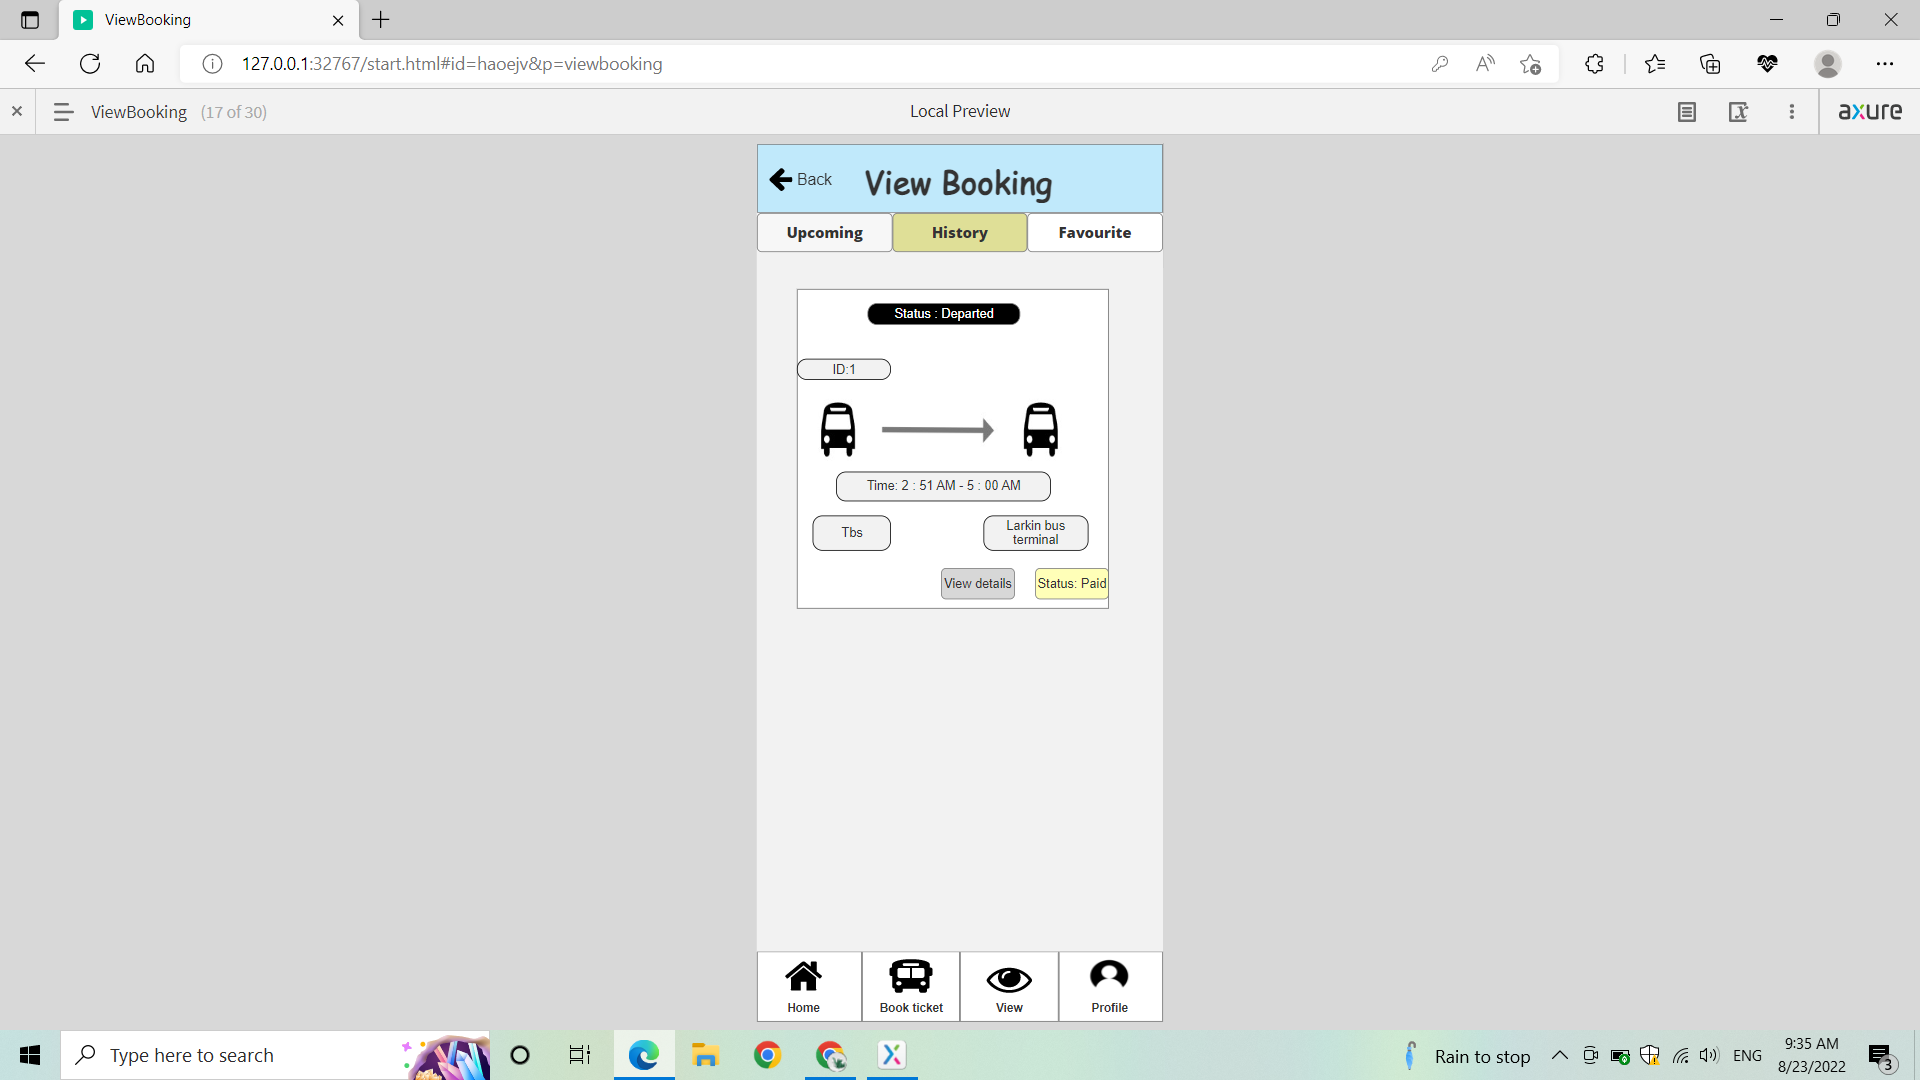 ViewBooking
127.0.0.1:32767/start.html#id=haoejv&p=viewbooking
ViewBooking (17 of 30)
Local Preview
axure
Back
View Booking
Upcoming
History
Favourite
Status : Departed
ID:1
Time: 2 : 51 AM - 5 : 00 AM
Tbs
Larkin bus
terminal
View details
Status: Paid
Home
Book ticket
View
Profile
Type here to search
Rain to stop
ENG
9:35 AM
8/23/2022
3